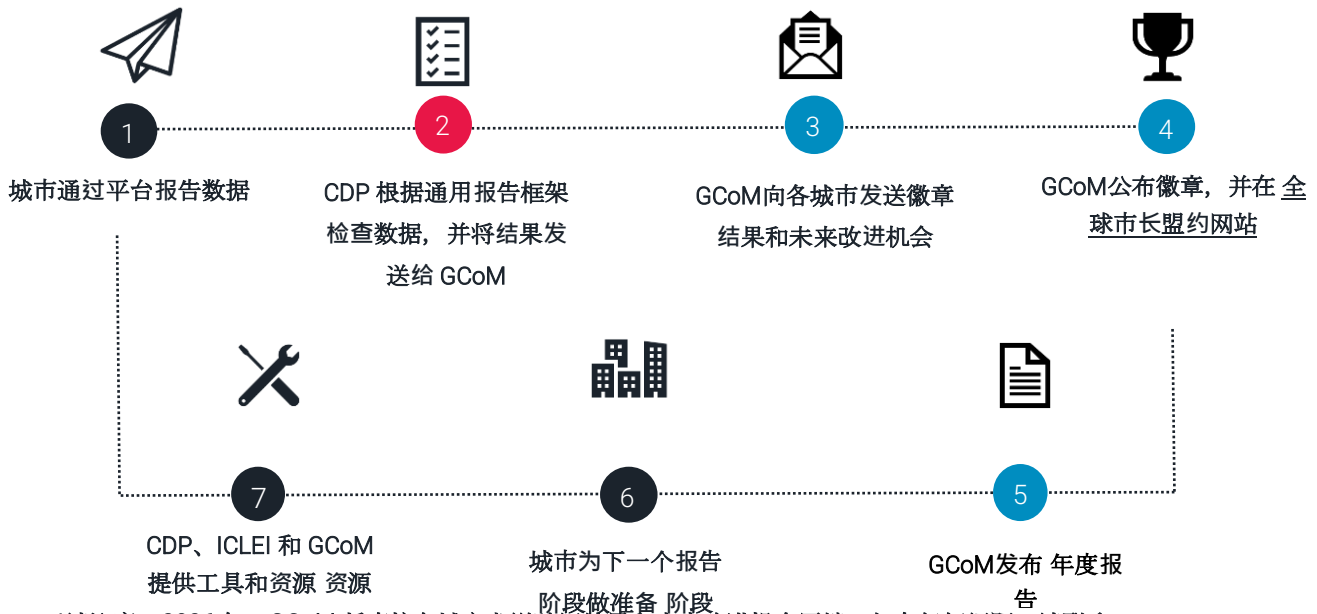 1
城市通过平台报告数据
2
CDP 根据通用报告框架
检查数据，并将结果发
送给 GCoM
3
GCoM向各城市发送徽章
结果和未来改进机会
4
GCoM公布徽章，并在 全
球市长盟约网站
7
CDP、ICLEI 和 GCoM
提供工具和资源 资源
6
城市为下一个报告
阶段做准备 阶段
5
GCoM发布 年度报
告